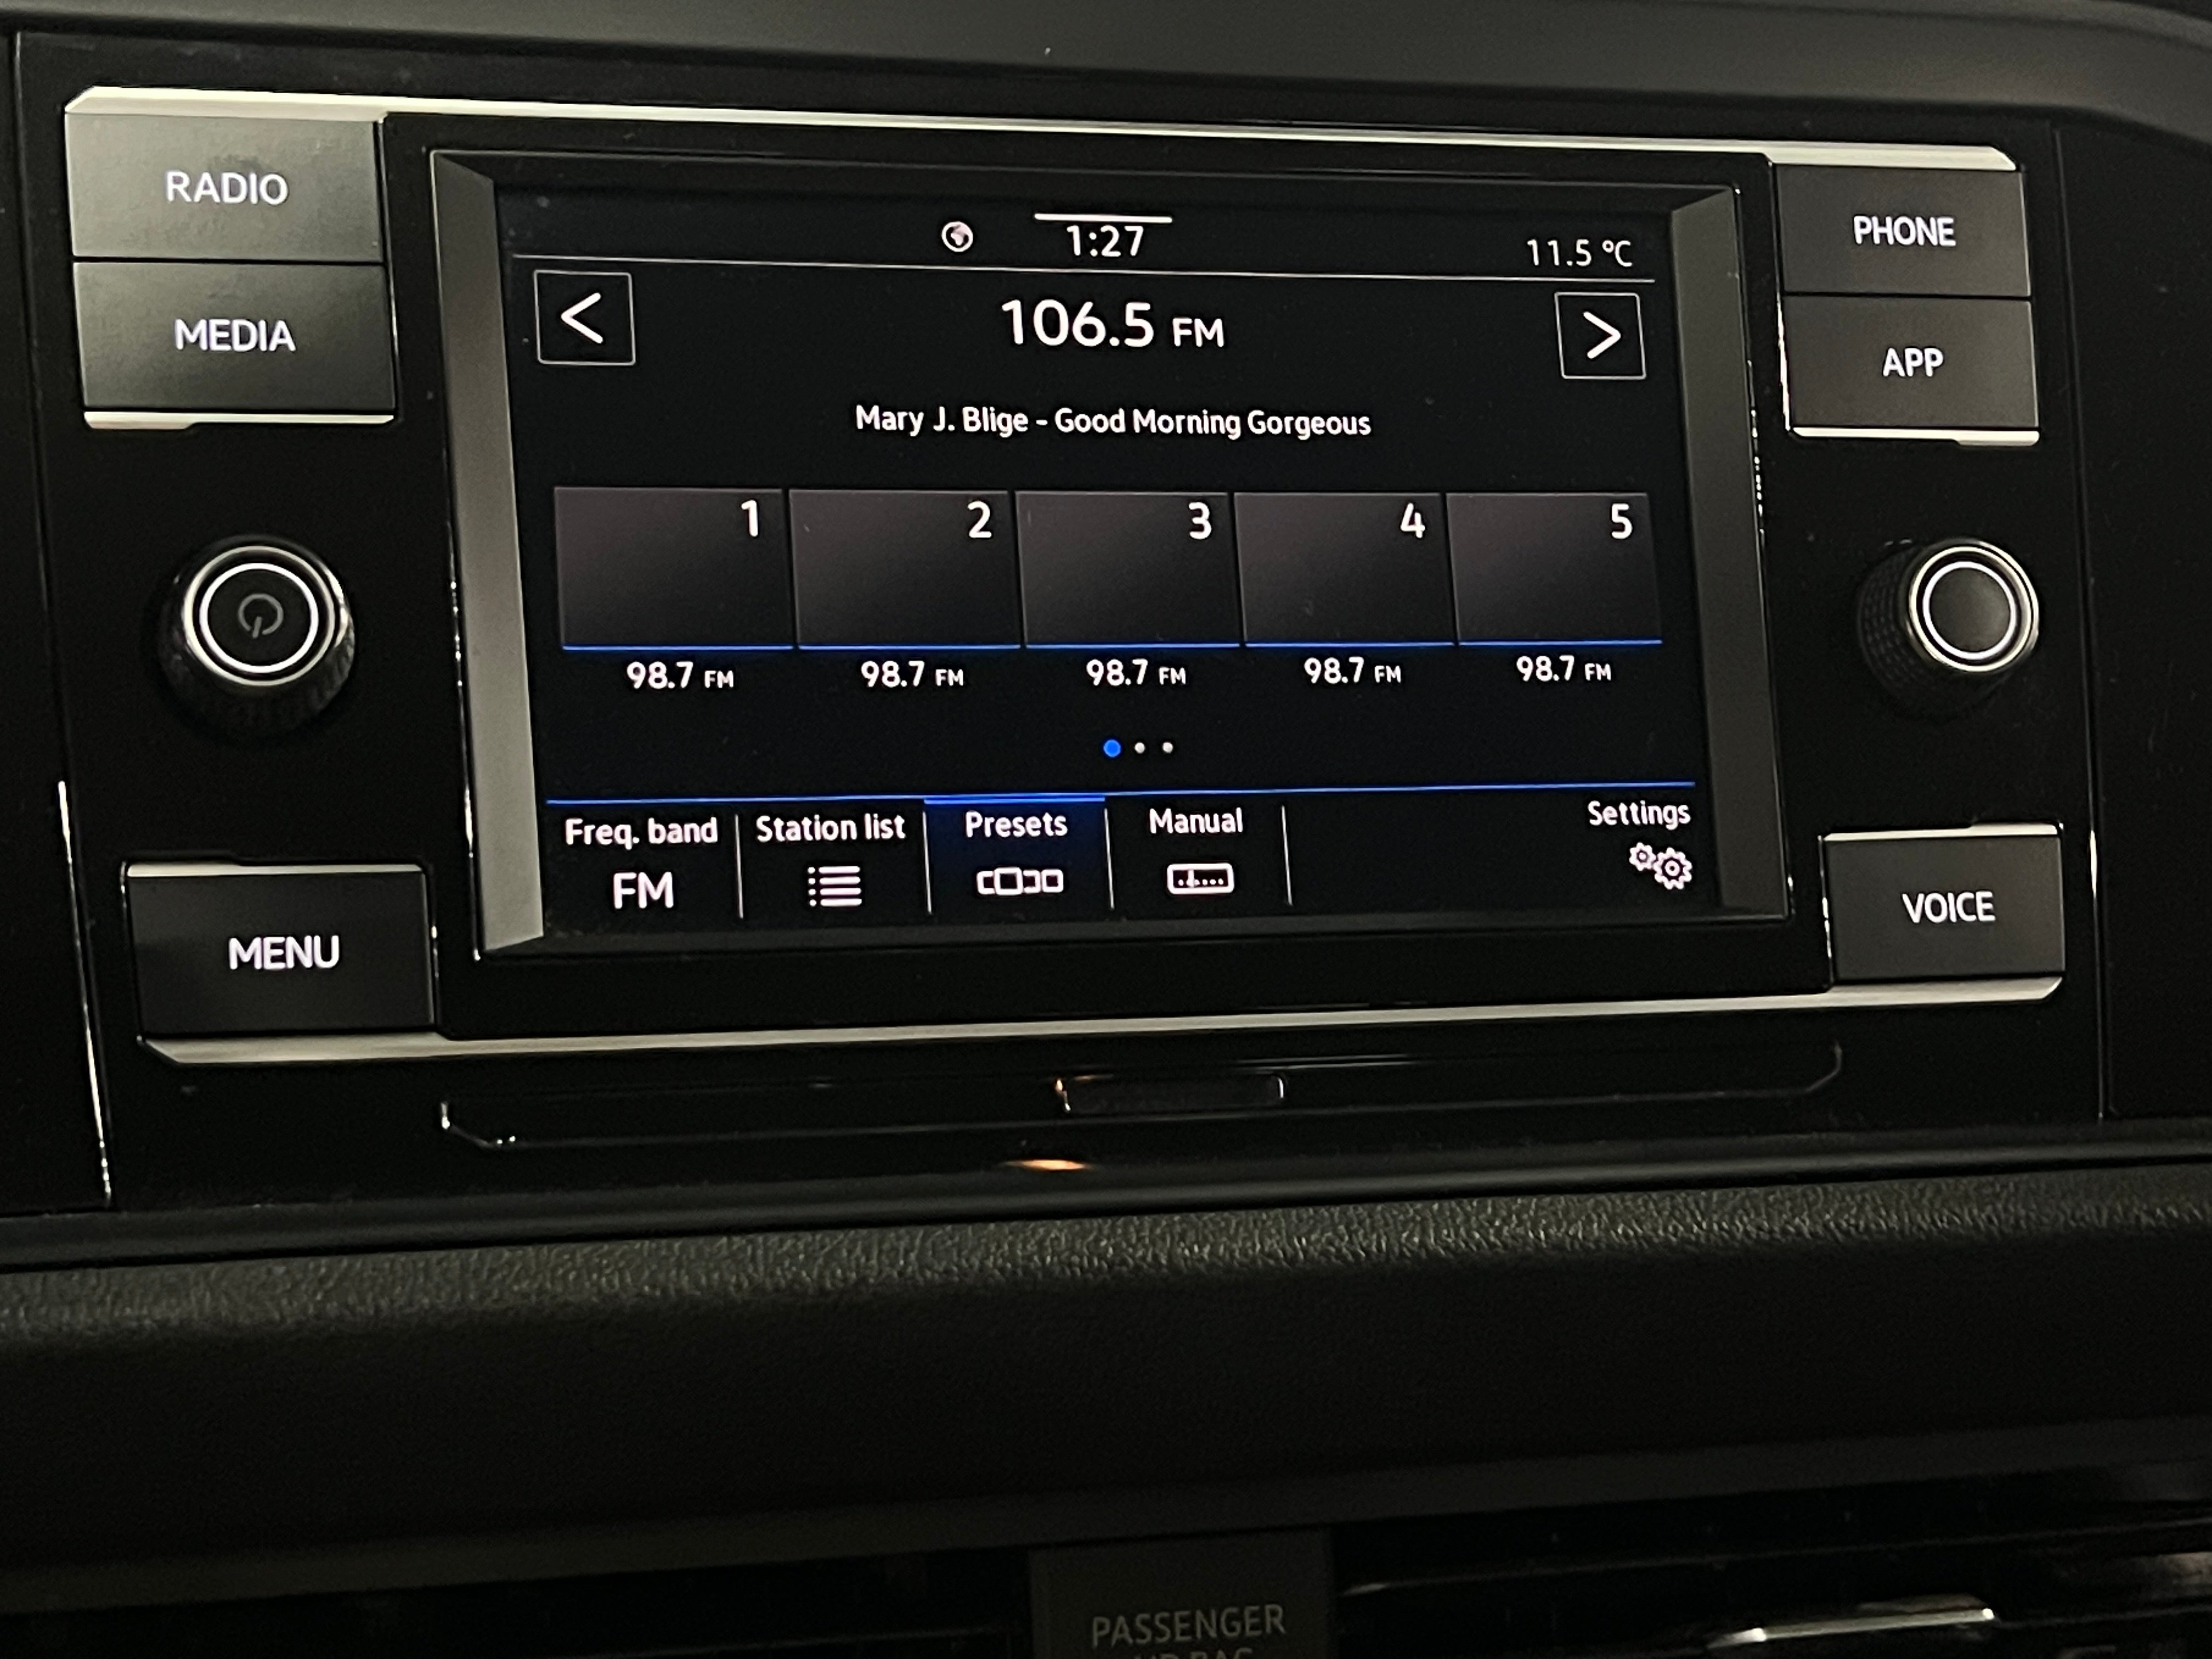 RADIO
MEDIA
MENU
1:27
11.5 °C
<
106.5 FM
>
Mary J. Blige - Good Morning Gorgeous
1 2 3 4 5
98.7 FM 98.7 FM 98.7 FM 98.7 FM 98.7 FM
Freq. band Station list Presets Manual Settings
FM
PHONE
APP
VOICE
PASSENGER